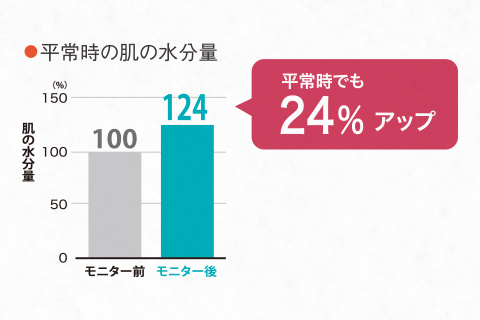 ●平常時の肌の水分量
(%)
150
100
50
0
肌の水分量
100
124
モニター前
モニター後
平常時でも
24% アップ